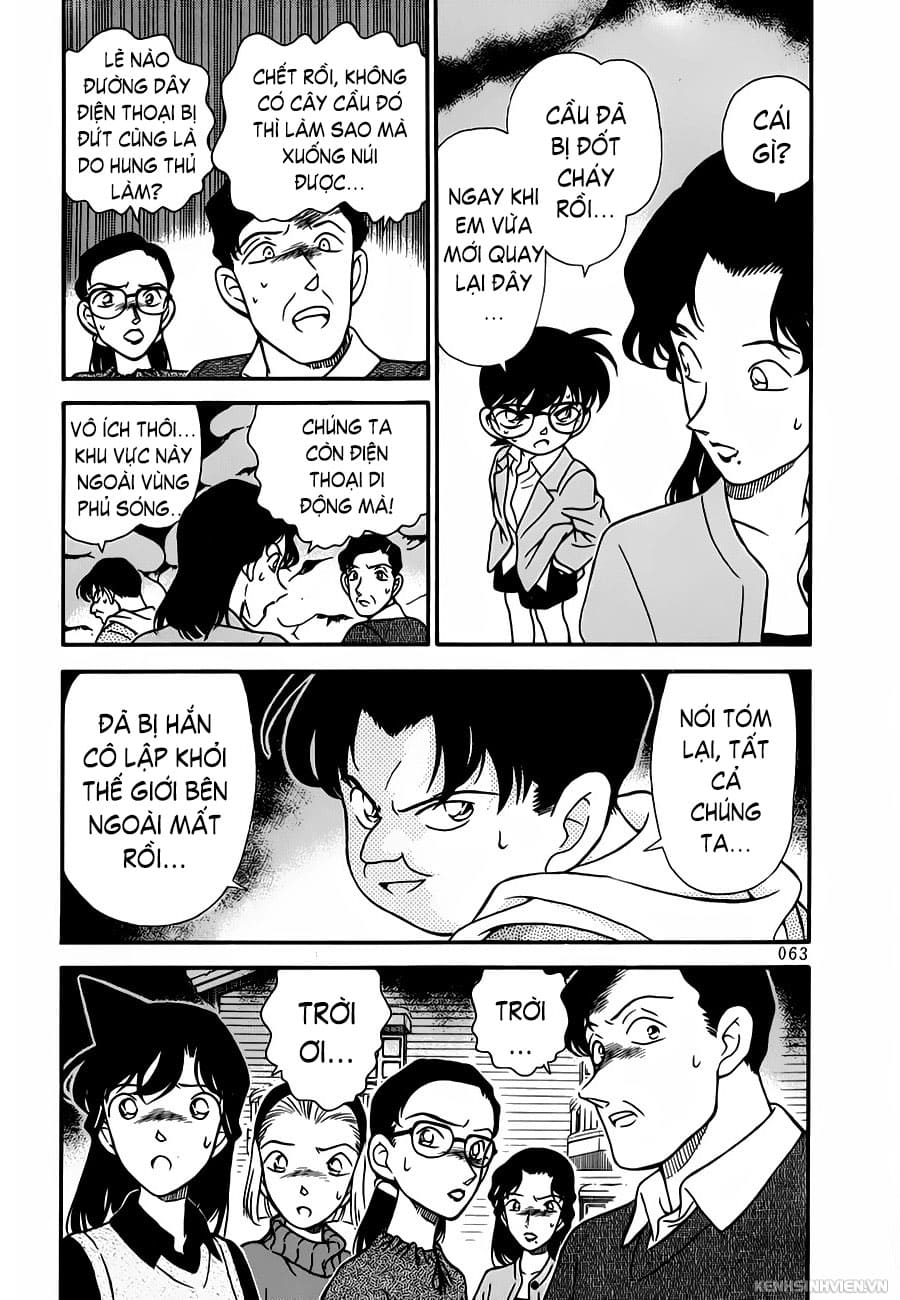 CÁI
GÌ?
CẦU ĐÃ
BỊ ĐỐT
CHÁY
RỒI...
NGAY KHI
EM VỪA
MỚI QUAY
LẠI ĐÂY
...
CHẾT RỒI, KHÔNG
CÓ CÂY CẦU ĐÓ
THÌ LÀM SAO MÀ
XUỐNG NÚI
ĐƯỢC...
LẼ NÀO
ĐƯỜNG DÂY
ĐIỆN THOẠI BỊ
ĐỨT CŨNG LÀ
DO HUNG THỦ
LÀM?
CHÚNG TA
CÒN ĐIỆN
THOẠI DI
ĐỘNG MÀ!
VÔ ÍCH THÔI...
KHU VỰC NÀY
NGOÀI VÙNG
PHỦ SÓNG...
NÓI TÓM
LẠI, TẤT
CẢ
CHÚNG
TA...
ĐÃ BỊ HẮN
CÔ LẬP KHỎI
THẾ GIỚI BÊN
NGOÀI MẤT
RỒI...
063
TRỜI
...
TRỜI
ƠI...
KENHSINHVIEN.VN